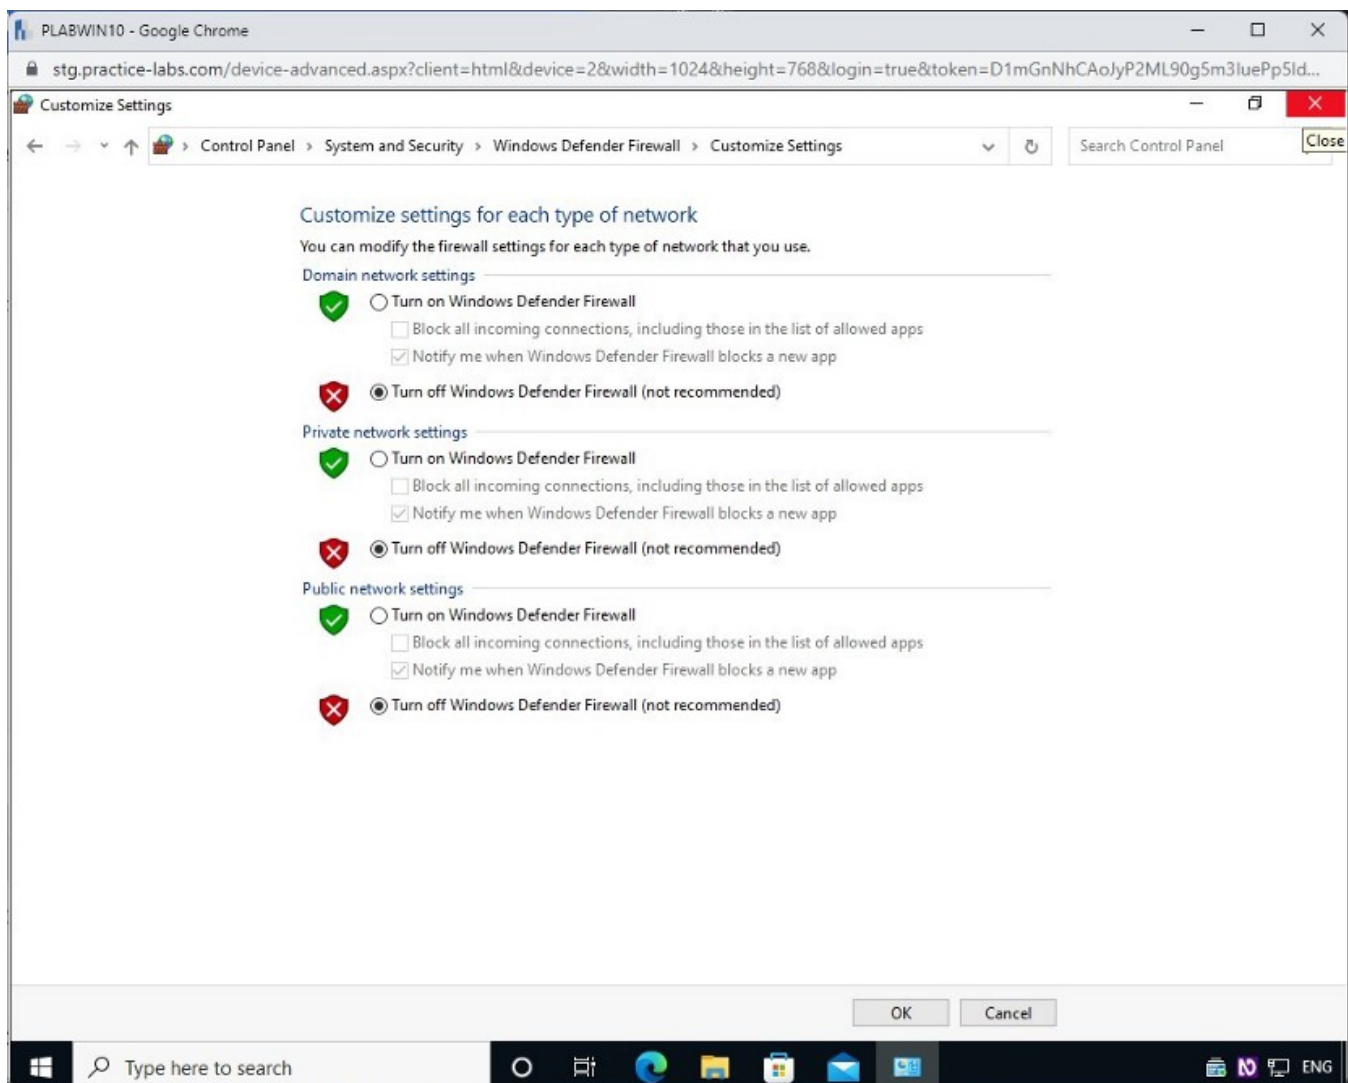 PLABWIN10 - Google Chrome
stg.practice-labs.com/device-advanced.aspx?client=html&device=2&width=1024&height=768&login=true&token=D1mGnNhCAoJyP2ML90g5m3luePp5ld...
Customize Settings
Control Panel System and Security Windows Defender Firewall Customize Settings Search Control Panel Close
Customize settings for each type of network
You can modify the firewall settings for each type of network that you use.
Domain network settings
Turn on Windows Defender Firewall
Block all incoming connections, including those in the list of allowed apps
Notify me when Windows Defender Firewall blocks a new app
Turn off Windows Defender Firewall (not recommended)
Private network settings
Turn on Windows Defender Firewall
Block all incoming connections, including those in the list of allowed apps
Notify me when Windows Defender Firewall blocks a new app
Turn off Windows Defender Firewall (not recommended)
Public network settings
Turn on Windows Defender Firewall
Block all incoming connections, including those in the list of allowed apps
Notify me when Windows Defender Firewall blocks a new app
Turn off Windows Defender Firewall (not recommended)
OK Cancel
Type here to search ENG